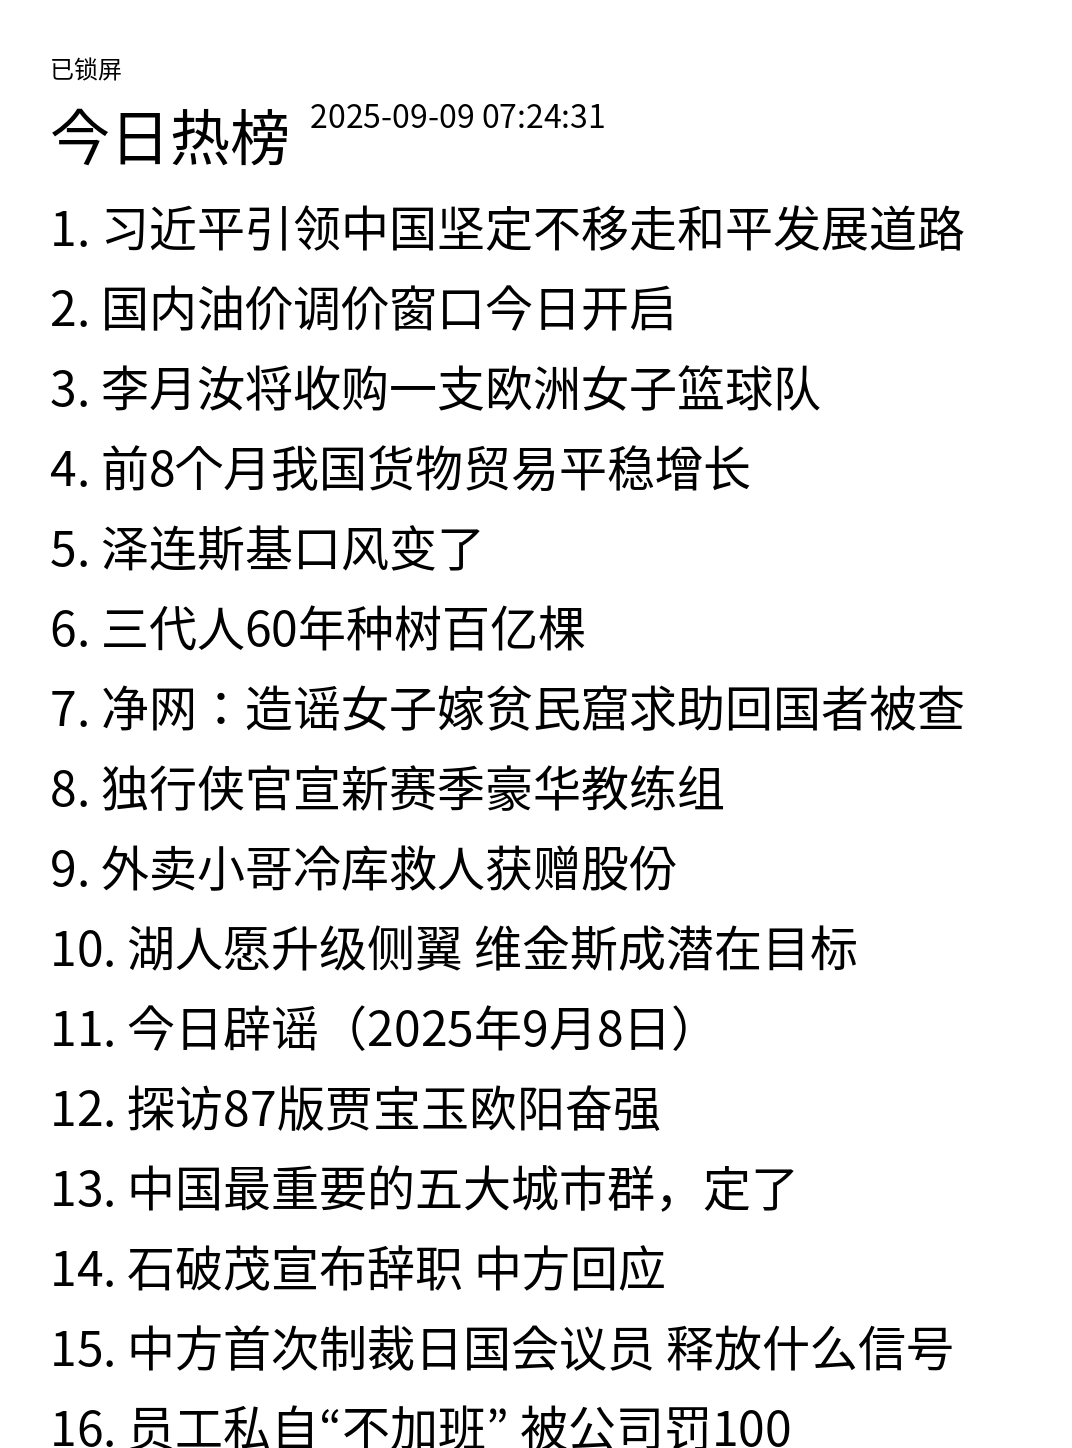 已锁屏
今日热榜 2025-09-09 07:24:31
1. 习近平引领中国坚定不移走和平发展道路
2. 国内油价调价窗口今日开启
3. 李月汝将收购一支欧洲女子篮球队
4. 前8个月我国货物贸易平稳增长
5. 泽连斯基口风变了
6. 三代人60年种树百亿棵
7. 净网：造谣女子嫁贫民窟求助回国者被查
8. 独行侠官宣新赛季豪华教练组
9. 外卖小哥冷库救人获赠股份
10. 湖人愿升级侧翼 维金斯成潜在目标
11. 今日辟谣（2025年9月8日）
12. 探访87版贾宝玉欧阳奋强
13. 中国最重要的五大城市群，定了
14. 石破茂宣布辞职 中方回应
15. 中方首次制裁日国会议员 释放什么信号
16. 员工私自“不加班” 被公司罚100